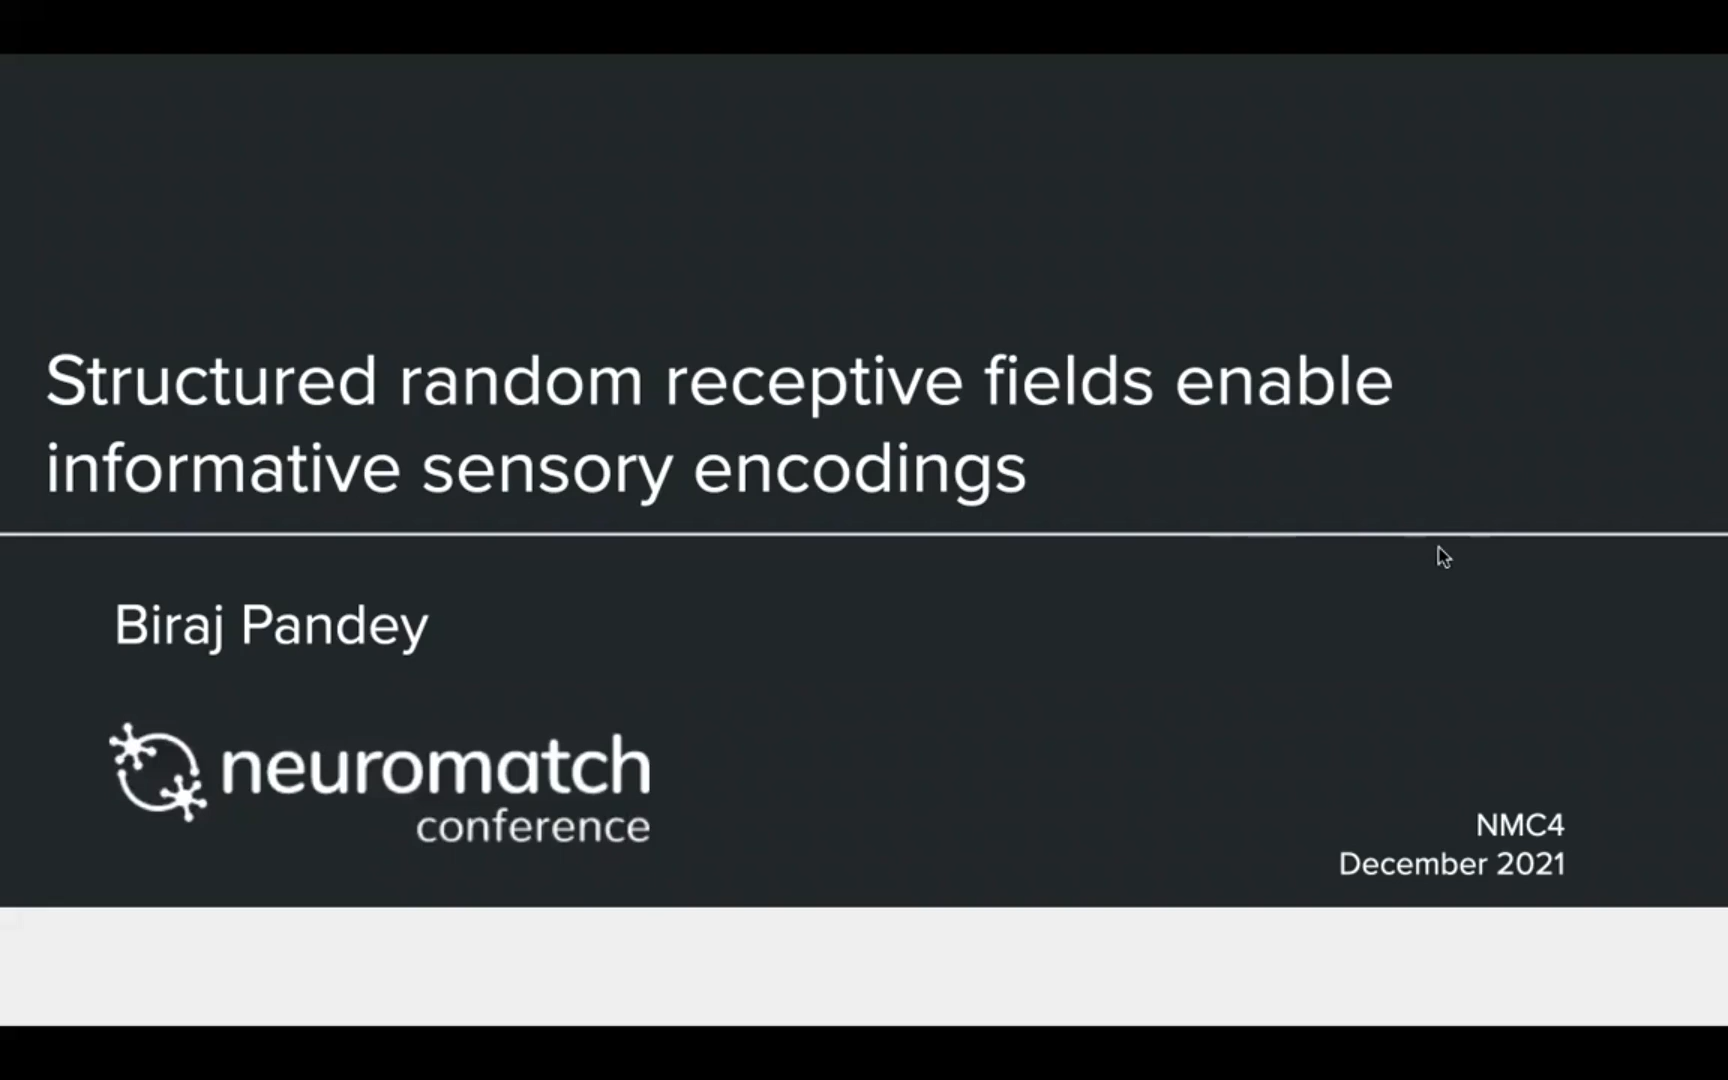 Structured random receptive fields enable
informative sensory encodings
Biraj Pandey
neuromatch
conference
NMC4
December 2021